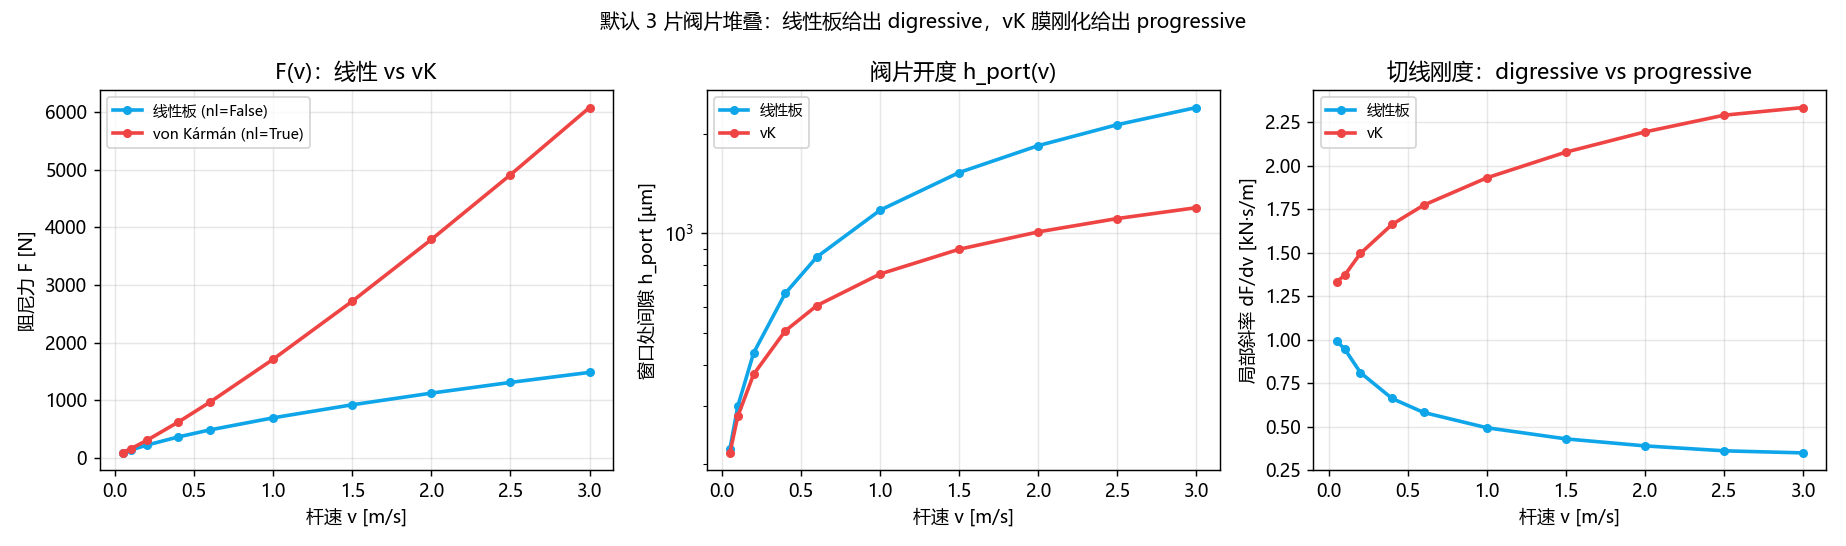 默认 3 片阀片堆叠：线性板给出 digressive，vK 膜刚化给出 progressive
F(v)：线性 vs vK
阻尼力 F [N]
6000
5000
4000
3000
2000
1000
0
线性板 (nl=False)
von Kármán (nl=True)
0.0 0.5 1.0 1.5 2.0 2.5 3.0
杆速 v [m/s]
阀片开度 h_port(v)
窗口处间隙 h_port [μm]
10³
线性板
vK
0.0 0.5 1.0 1.5 2.0 2.5 3.0
杆速 v [m/s]
切线刚度：digressive vs progressive
局部斜率 dF/dv [kN·s/m]
2.25
2.00
1.75
1.50
1.25
1.00
0.75
0.50
0.25
线性板
vK
0.0 0.5 1.0 1.5 2.0 2.5 3.0
杆速 v [m/s]